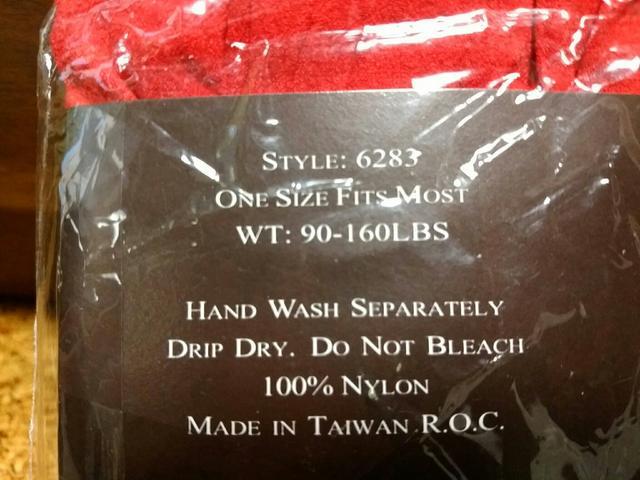 STYLE: 6283
ONE SIZE FITS MOST
WT: 90-160LBS
HAND WASH SEPARATELY
DRIP DRY. DO NOT BLEACH
100% NYLON
MADE IN TAIWAN R.O.C.